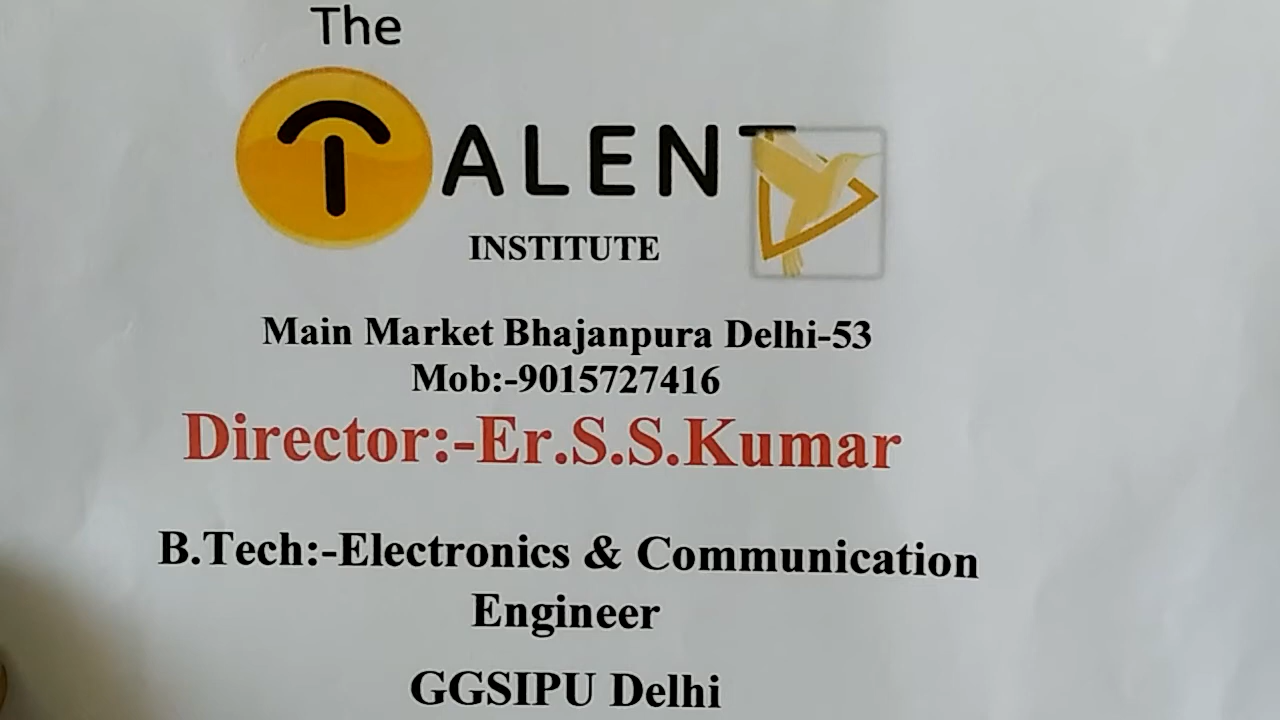 The
TALENT
INSTITUTE
Main Market Bhajanpura Delhi-53
Mob:-9015727416
Director:-Er.S.S.Kumar
B.Tech:-Electronics & Communication
Engineer
GGSIPU Delhi